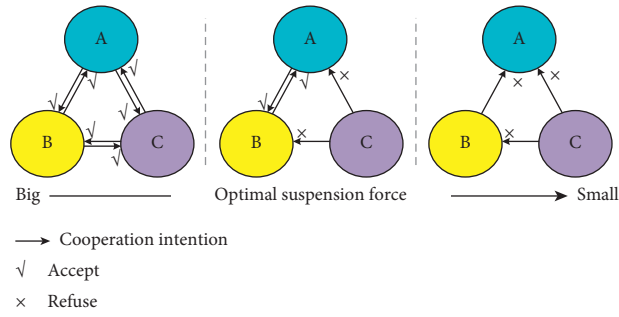 A A A
√ √ √ ×
× ×
√ √ √ √ √
B √ C B × C B × C
√
Big Optimal suspension force Small
Cooperation intention
√ Accept
× Refuse